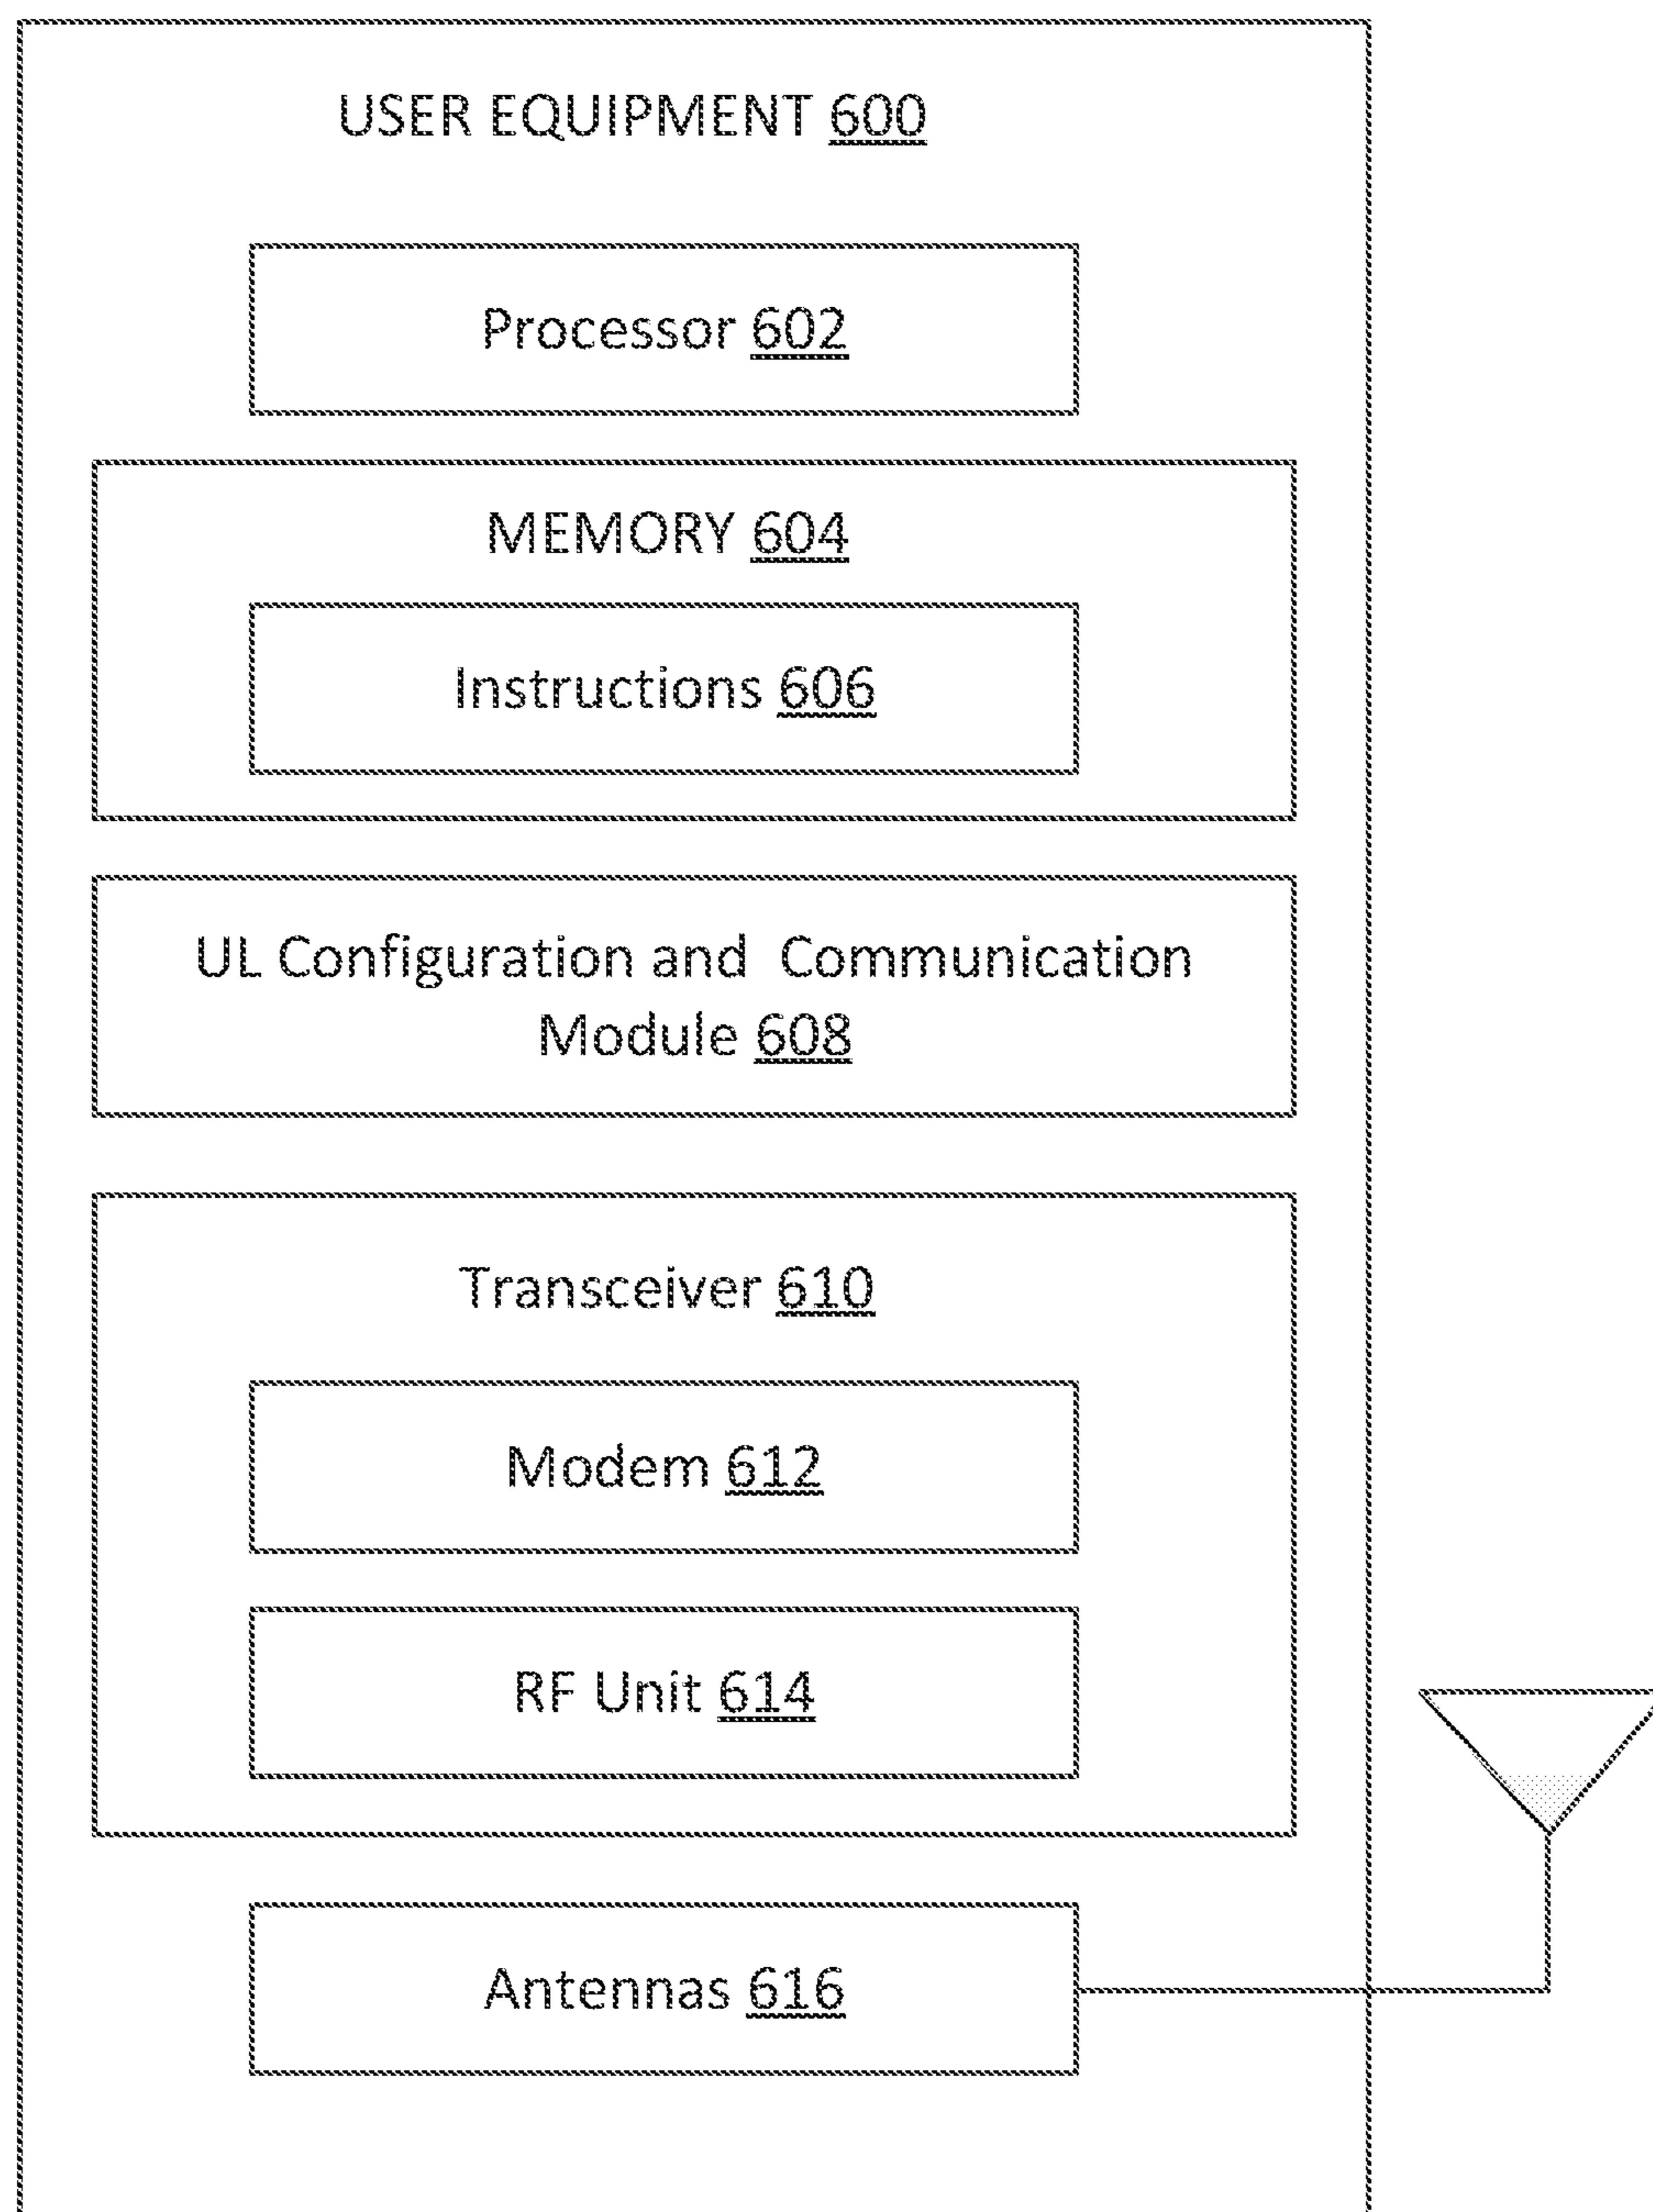 USER EQUIPMENT 600
Processor 602
MEMORY 604
Instructions 606
UL Configuration and  Communication
Module 608
Transceiver 610
Modem 612
RF Unit 614
Antennas 616